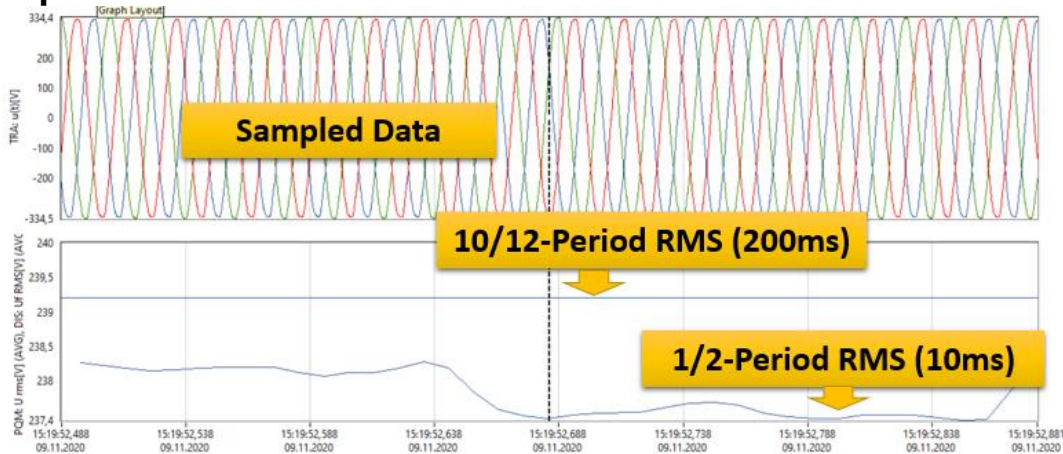 [Graph Layout]
334,4
200
100
0
-100
-200
-334,5
TRA: u(t)[V]
Sampled Data
10/12-Period RMS (200ms)
240
239,5
239
238,5
238
237,4
PQM: U rms[V] (AVG), DIS: Uf RMS[V] (AVC
1/2-Period RMS (10ms)
15:19:52,488 15:19:52,538 15:19:52,588 15:19:52,638 15:19:52,688 15:19:52,738 15:19:52,788 15:19:52,838 15:19:52,881
09.11.2020 09.11.2020 09.11.2020 09.11.2020 09.11.2020 09.11.2020 09.11.2020 09.11.2020 09.11.2020